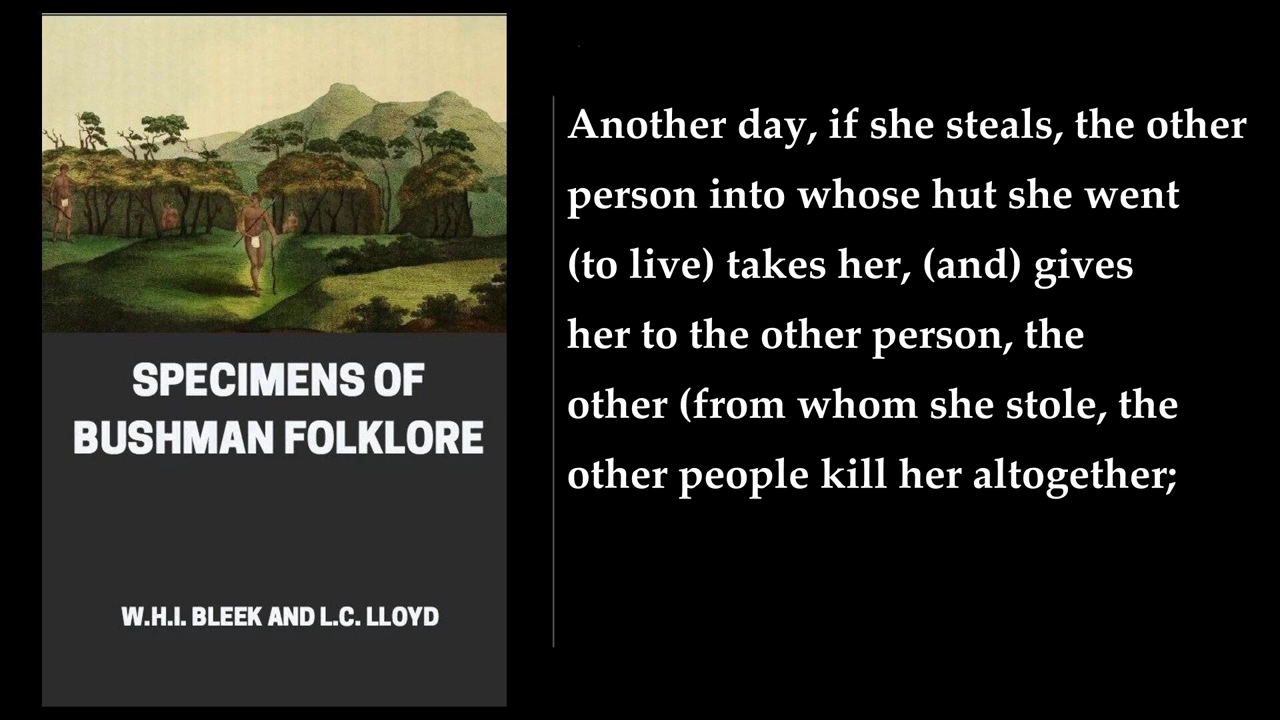 SPECIMENS OF
BUSHMAN FOLKLORE
W.H.I. BLEEK AND L.C. LLOYD
Another day, if she steals, the other
person into whose hut she went
(to live) takes her, (and) gives
her to the other person, the
other (from whom she stole, the
other people kill her altogether;